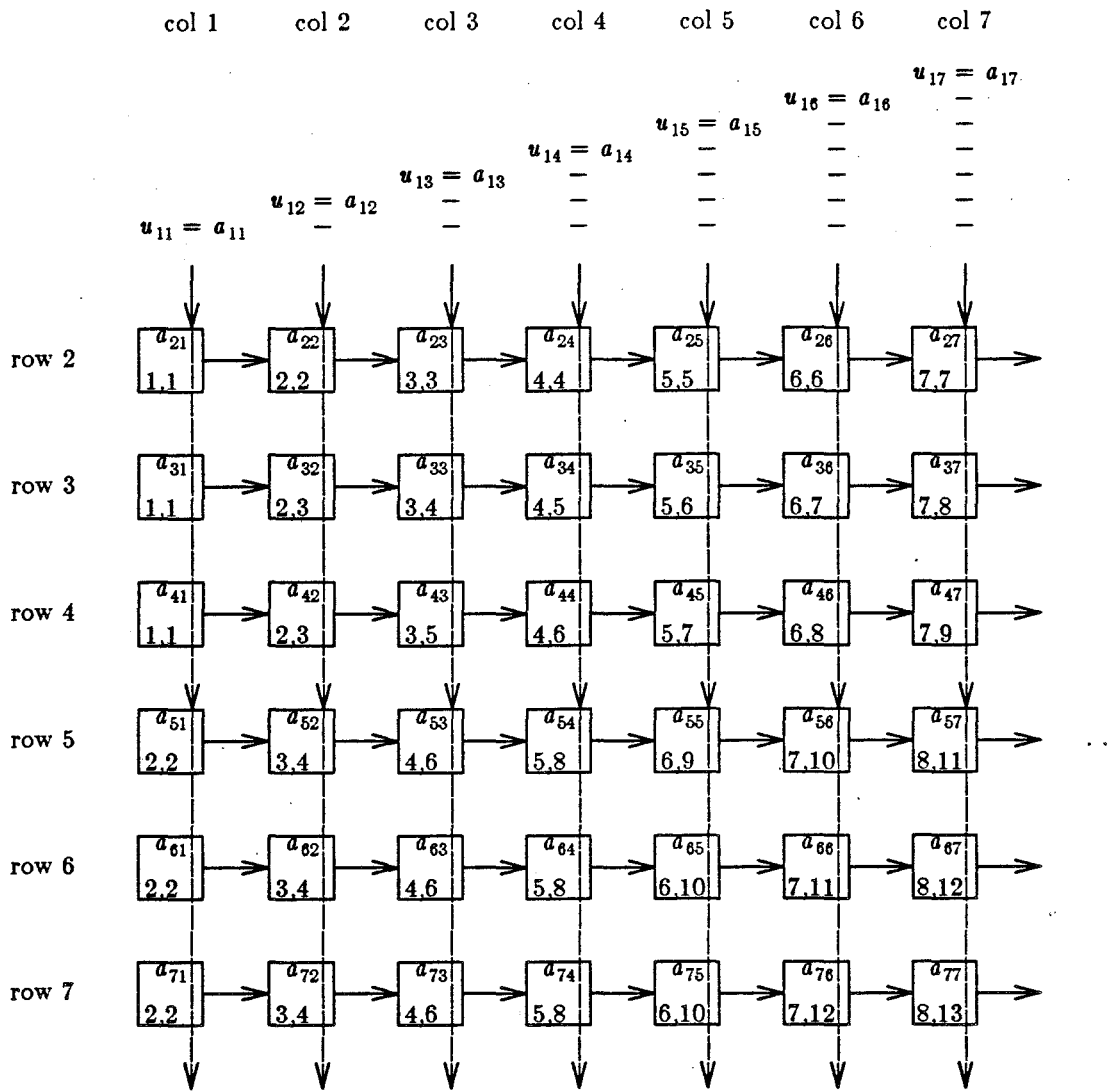 col 1 col 2 col 3 col 4 col 5 col 6 col 7
u17 = a17
u16 = a16 –
u15 = a15 – –
u14 = a14 – – –
u13 = a13 – – – –
u12 = a12 – – – – –
u11 = a11 – – – – – –
a21 a22 a23 a24 a25 a26 a27
row 2
1,1 2,2 3,3 4,4 5,5 6,6 7,7
a31 a32 a33 a34 a35 a36 a37
row 3
1,1 2,3 3,4 4,5 5,6 6,7 7,8
a41 a42 a43 a44 a45 a46 a47
row 4
1,1 2,3 3,5 4,6 5,7 6,8 7,9
a51 a52 a53 a54 a55 a56 a57
row 5
2,2 3,4 4,6 5,8 6,9 7,10 8,11
a61 a62 a63 a64 a65 a66 a67
row 6
2,2 3,4 4,6 5,8 6,10 7,11 8,12
a71 a72 a73 a74 a75 a76 a77
row 7
2,2 3,4 4,6 5,8 6,10 7,12 8,13